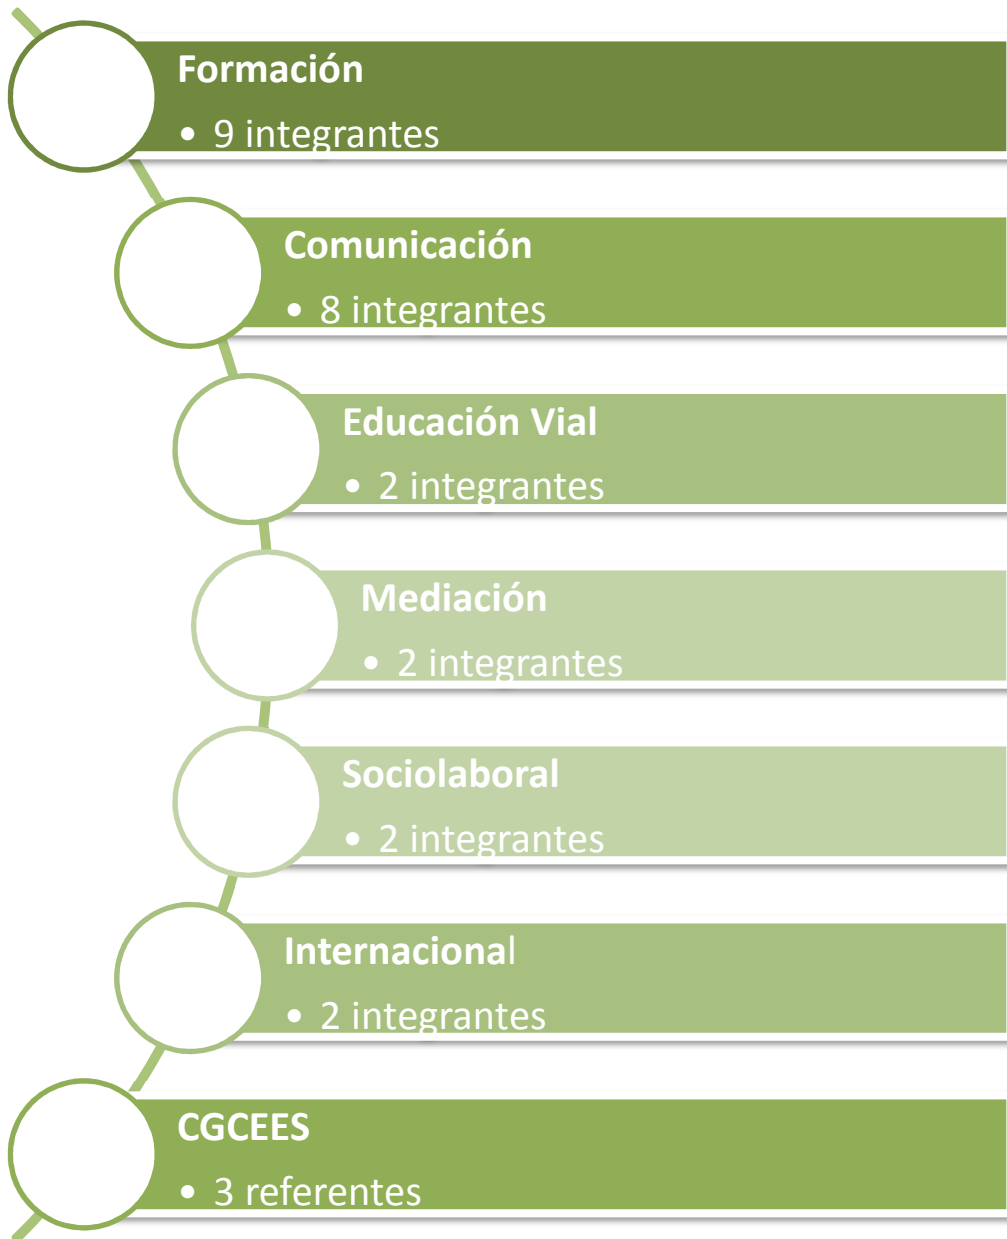 Formación
• 9 integrantes
Comunicación
• 8 integrantes
Educación Vial
• 2 integrantes
Mediación
• 2 integrantes
Sociolaboral
• 2 integrantes
Internacional
• 2 integrantes
CGCEES
• 3 referentes